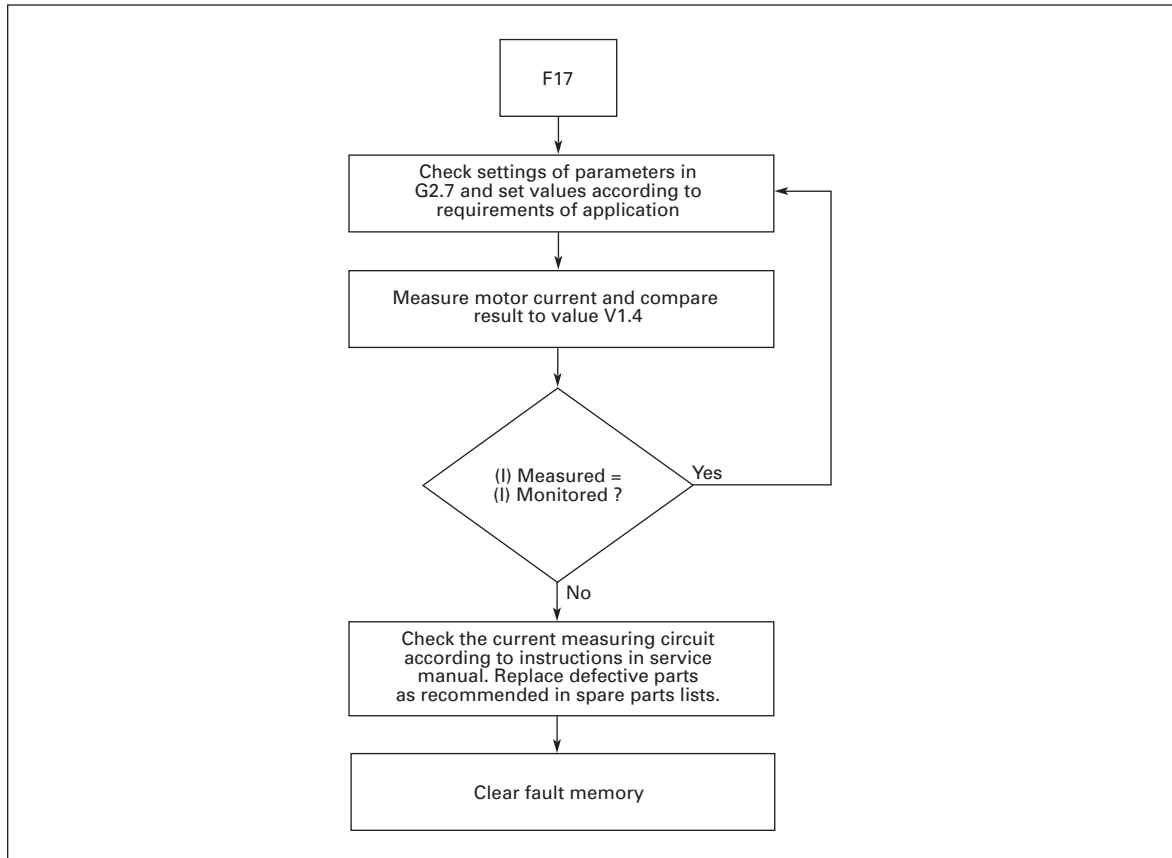 F17
Check settings of parameters in
G2.7 and set values according to
requirements of application
Measure motor current and compare
result to value V1.4
(I) Measured =
(I) Monitored ?
Yes
No
Check the current measuring circuit
according to instructions in service
manual. Replace defective parts
as recommended in spare parts lists.
Clear fault memory